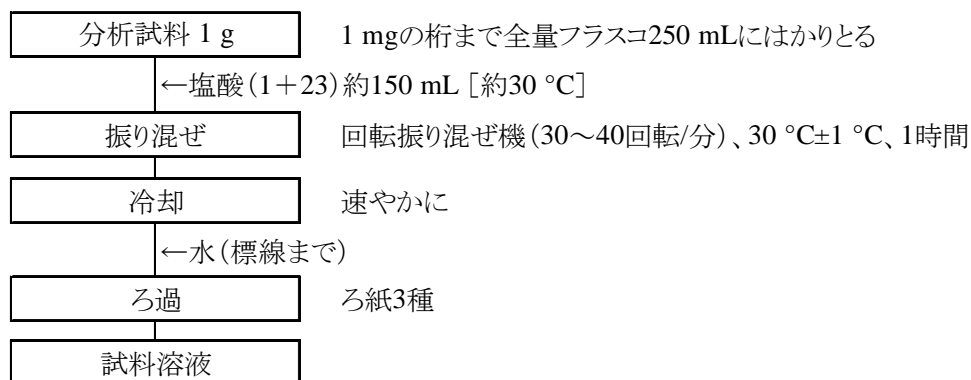 分析試料 1 g 1 mgの桁まで全量フラスコ250 mLにはかりとる
←塩酸(1＋23)約150 mL [約30 °C]
振り混ぜ 回転振り混ぜ機(30～40回転/分)、30 °C±1 °C、1時間
冷却 速やかに
←水(標線まで)
ろ過 ろ紙3種
試料溶液